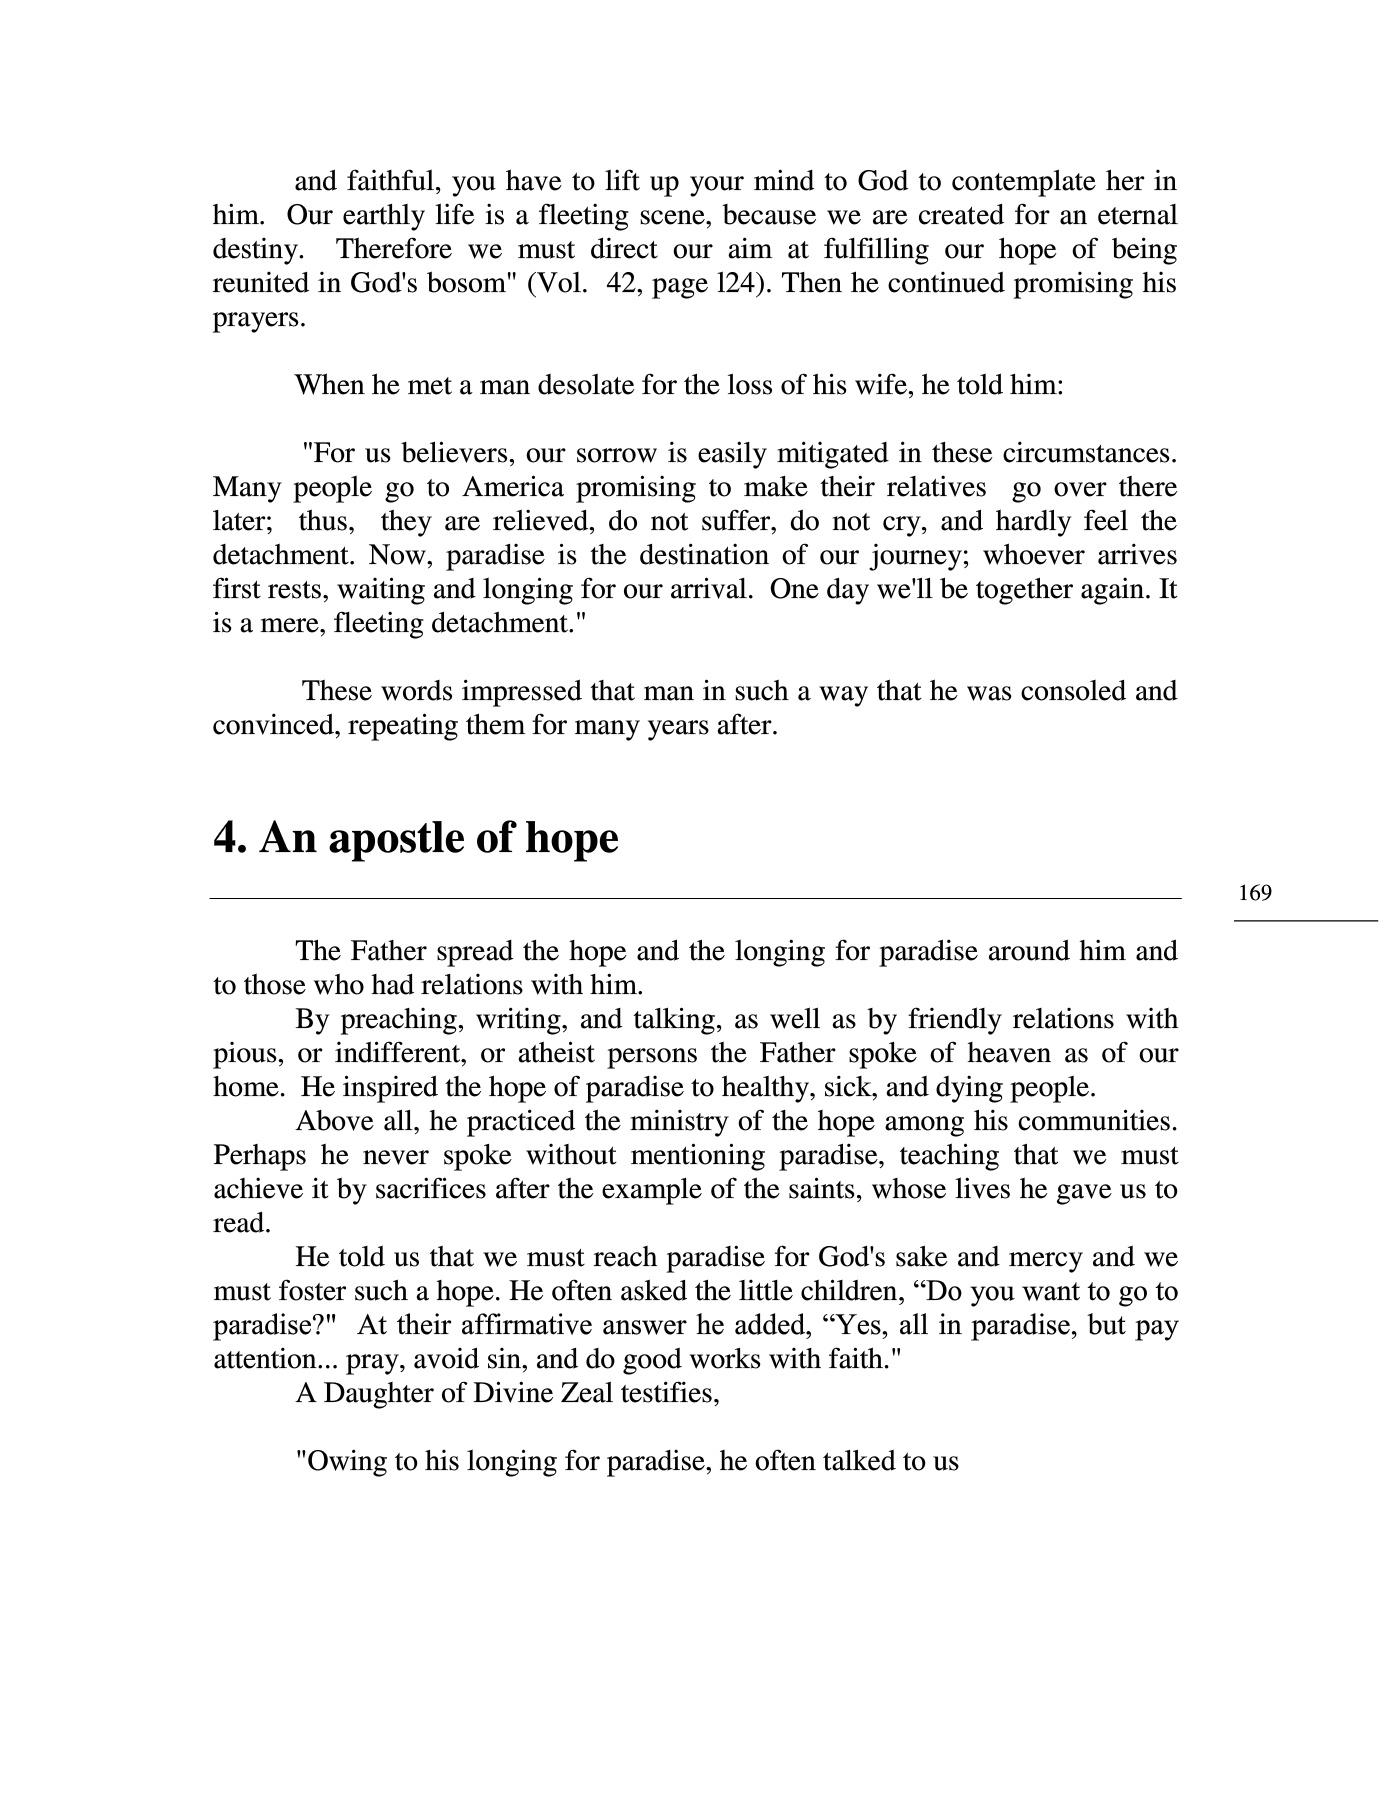 and faithful, you have to lift up your mind to God to contemplate her in
him.  Our earthly life is a fleeting scene, because we are created for an eternal
destiny.  Therefore we must direct our aim at fulfilling our hope of being
reunited in God's bosom" (Vol.  42, page l24). Then he continued promising his
prayers.
When he met a man desolate for the loss of his wife, he told him:
"For us believers, our sorrow is easily mitigated in these circumstances.
Many people go to America promising to make their relatives  go over there
later;  thus,  they are relieved, do not suffer, do not cry, and hardly feel the
detachment. Now, paradise is the destination of our journey; whoever arrives
first rests, waiting and longing for our arrival.  One day we'll be together again. It
is a mere, fleeting detachment."
These words impressed that man in such a way that he was consoled and
convinced, repeating them for many years after.
4. An apostle of hope
169
The Father spread the hope and the longing for paradise around him and
to those who had relations with him.
By preaching, writing, and talking, as well as by friendly relations with
pious, or indifferent, or atheist persons the Father spoke of heaven as of our
home.  He inspired the hope of paradise to healthy, sick, and dying people.
Above all, he practiced the ministry of the hope among his communities.
Perhaps he never spoke without mentioning paradise, teaching that we must
achieve it by sacrifices after the example of the saints, whose lives he gave us to
read.
He told us that we must reach paradise for God's sake and mercy and we
must foster such a hope. He often asked the little children, “Do you want to go to
paradise?"  At their affirmative answer he added, “Yes, all in paradise, but pay
attention... pray, avoid sin, and do good works with faith."
A Daughter of Divine Zeal testifies,
"Owing to his longing for paradise, he often talked to us